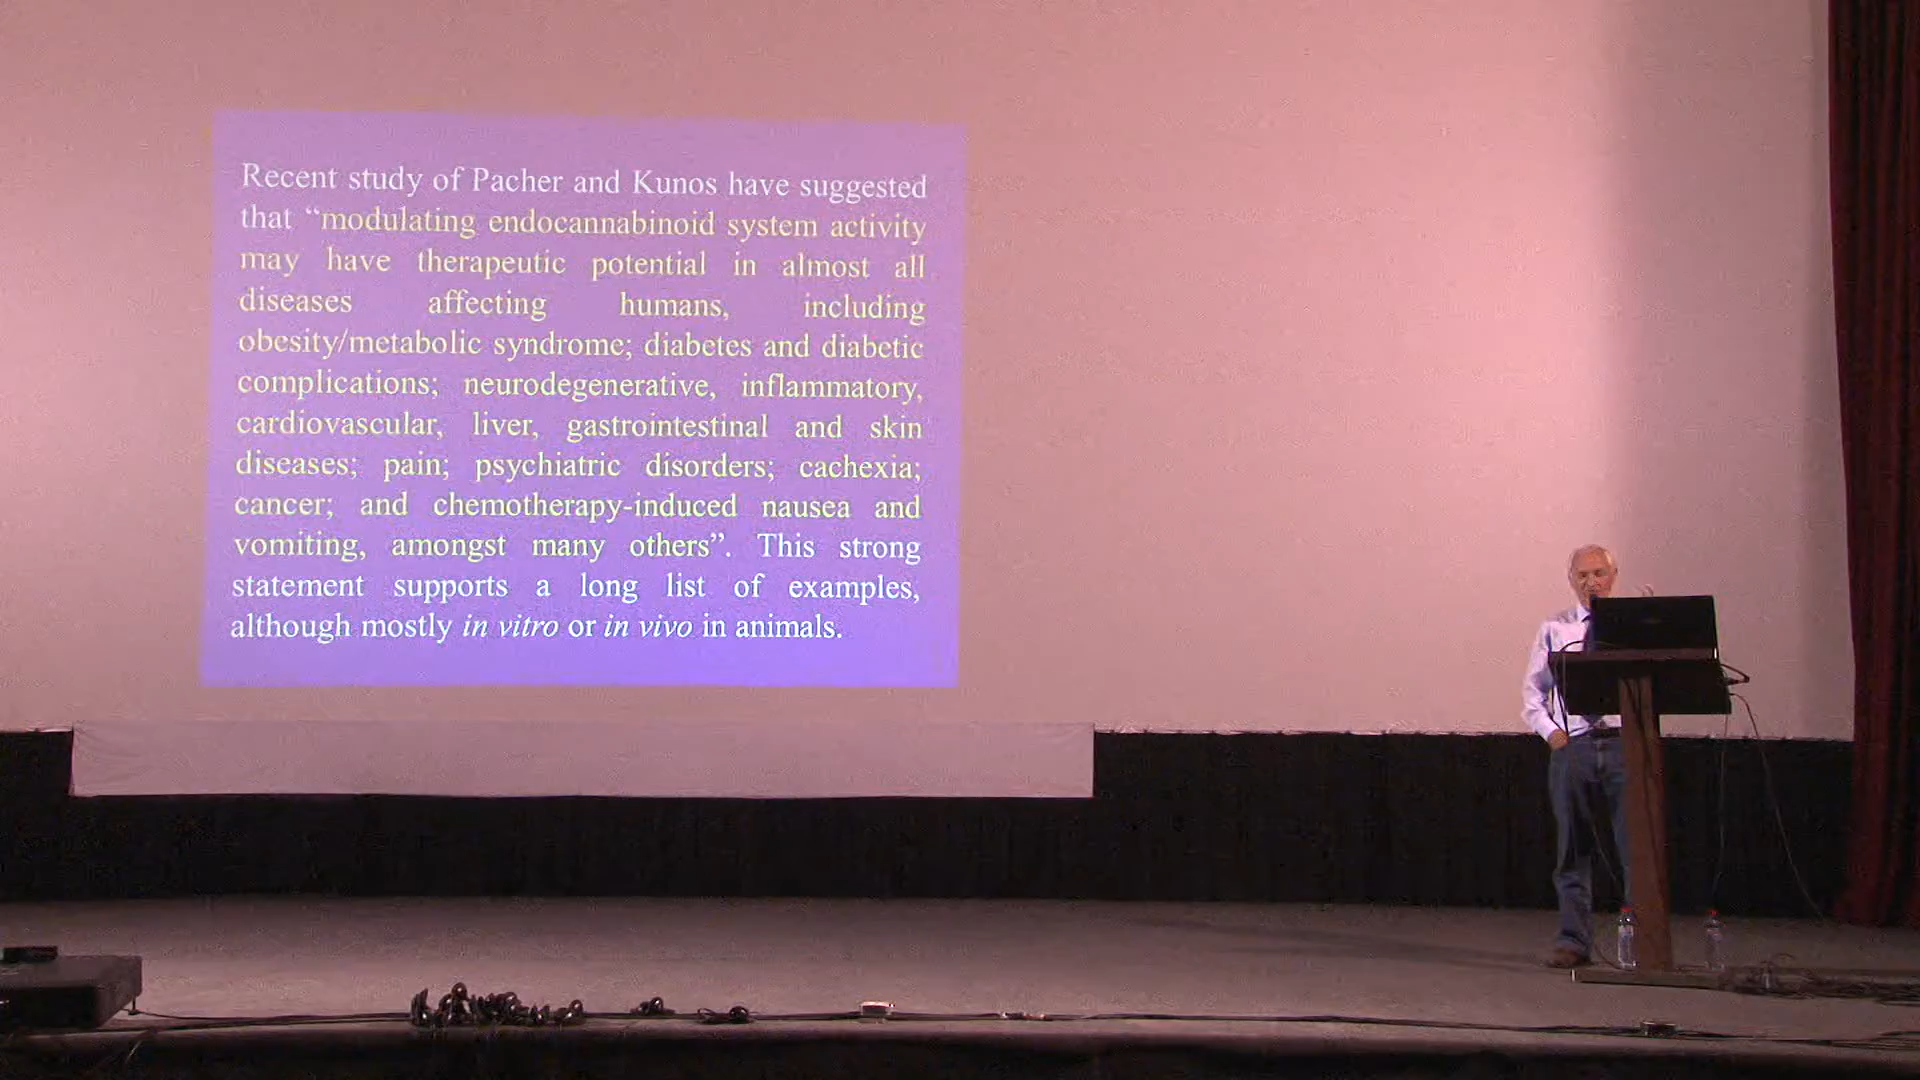 Recent study of Pacher and Kunos have suggested
that “modulating endocannabinoid system activity
may have therapeutic potential in almost all
diseases affecting humans, including
obesity/metabolic syndrome; diabetes and diabetic
complications; neurodegenerative, inflammatory,
cardiovascular, liver, gastrointestinal and skin
diseases; pain; psychiatric disorders; cachexia;
cancer; and chemotherapy-induced nausea and
vomiting, amongst many others”. This strong
statement supports a long list of examples,
although mostly in vitro or in vivo in animals.